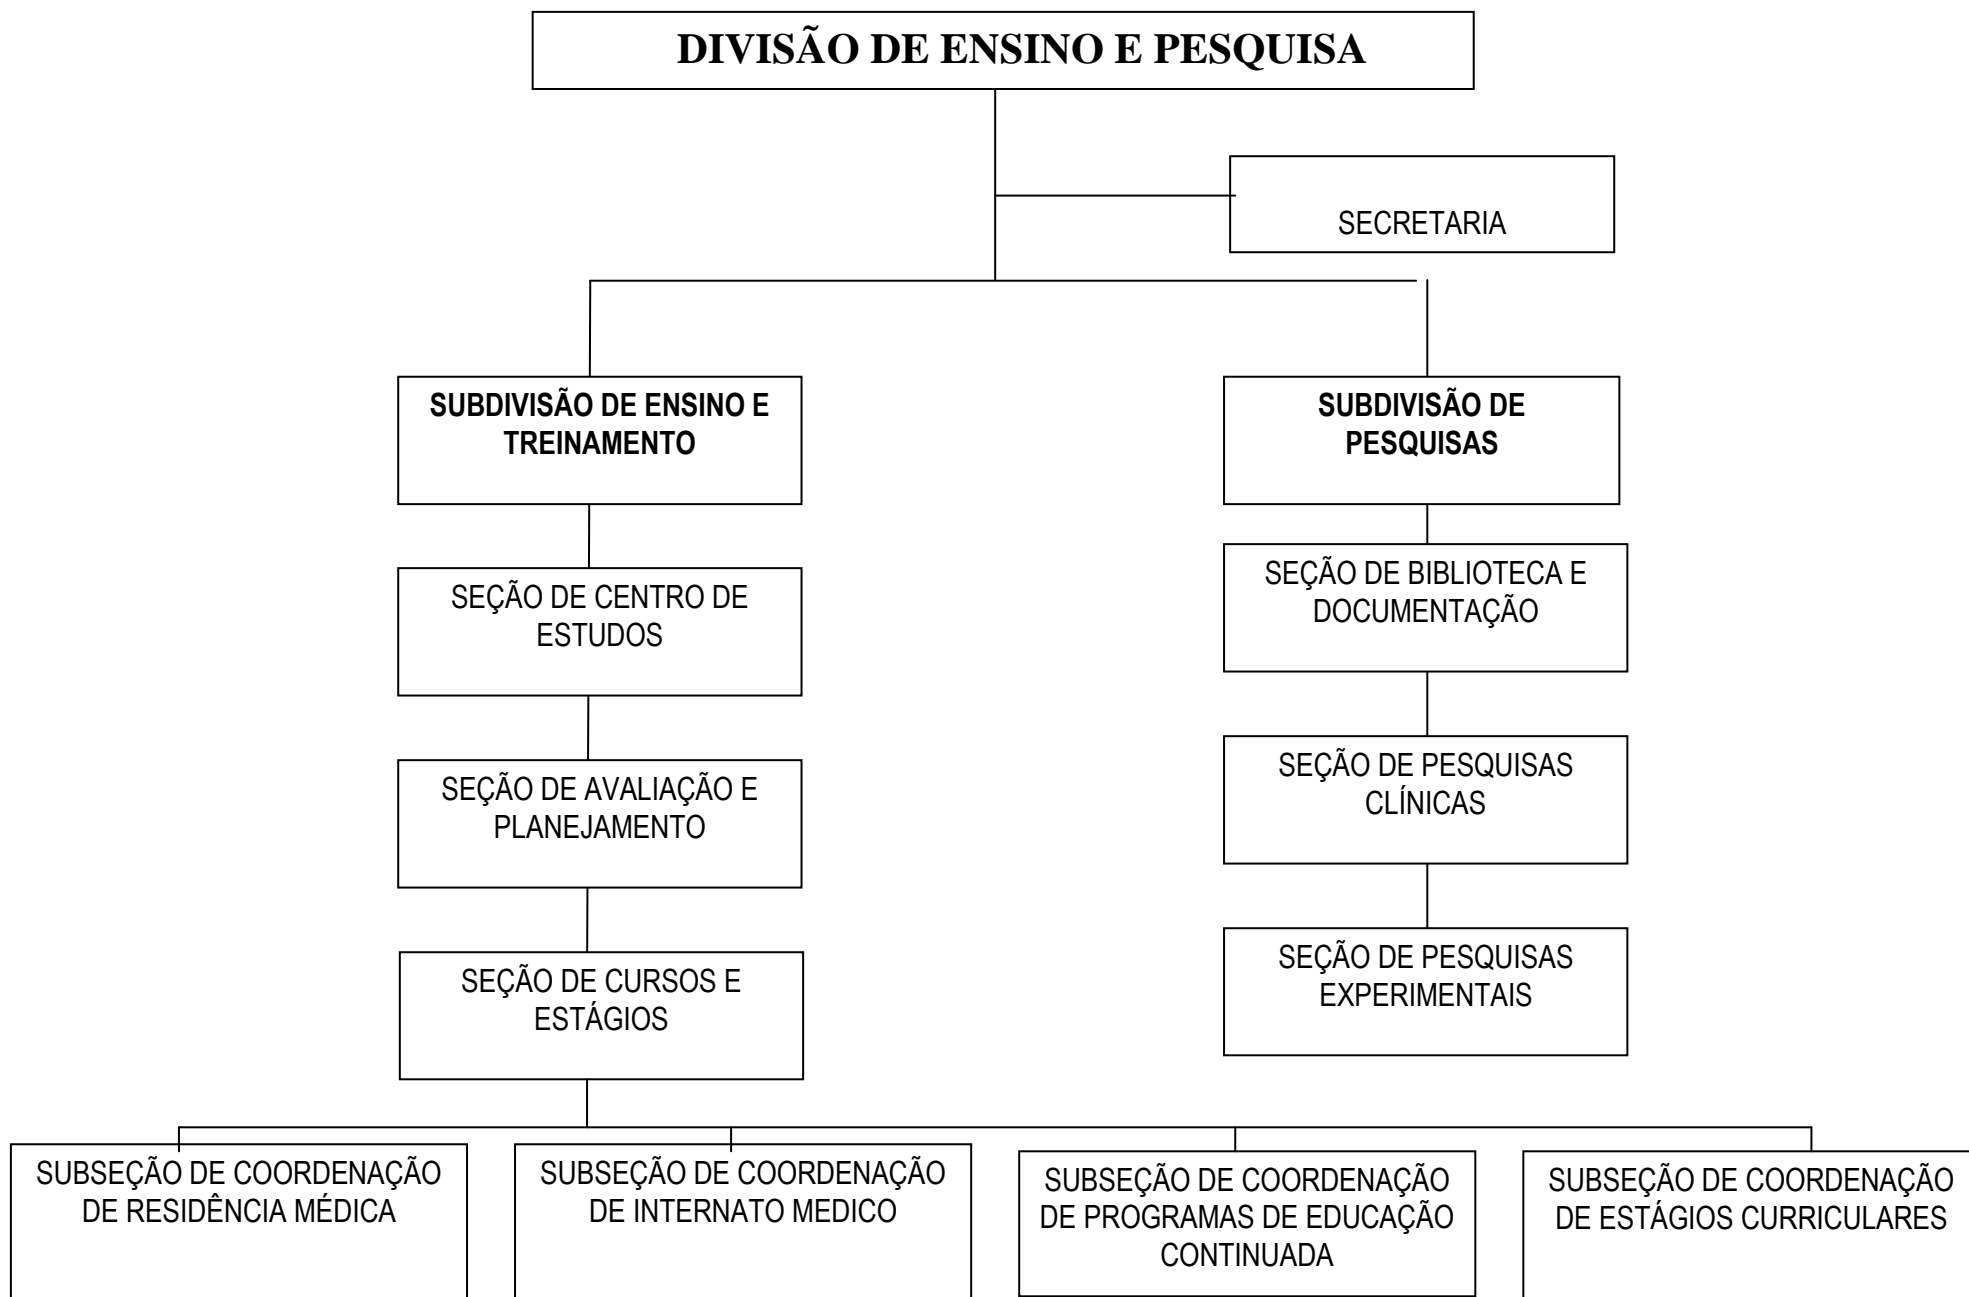 DIVISÃO DE ENSINO E PESQUISA
SECRETARIA
SUBDIVISÃO DE ENSINO E
TREINAMENTO
SUBDIVISÃO DE
PESQUISAS
SEÇÃO DE CENTRO DE
ESTUDOS
SEÇÃO DE BIBLIOTECA E
DOCUMENTAÇÃO
SEÇÃO DE AVALIAÇÃO E
PLANEJAMENTO
SEÇÃO DE PESQUISAS
CLÍNICAS
SEÇÃO DE CURSOS E
ESTÁGIOS
SEÇÃO DE PESQUISAS
EXPERIMENTAIS
SUBSEÇÃO DE COORDENAÇÃO
DE RESIDÊNCIA MÉDICA
SUBSEÇÃO DE COORDENAÇÃO
DE INTERNATO MEDICO
SUBSEÇÃO DE COORDENAÇÃO
DE PROGRAMAS DE EDUCAÇÃO
CONTINUADA
SUBSEÇÃO DE COORDENAÇÃO
DE ESTÁGIOS CURRICULARES